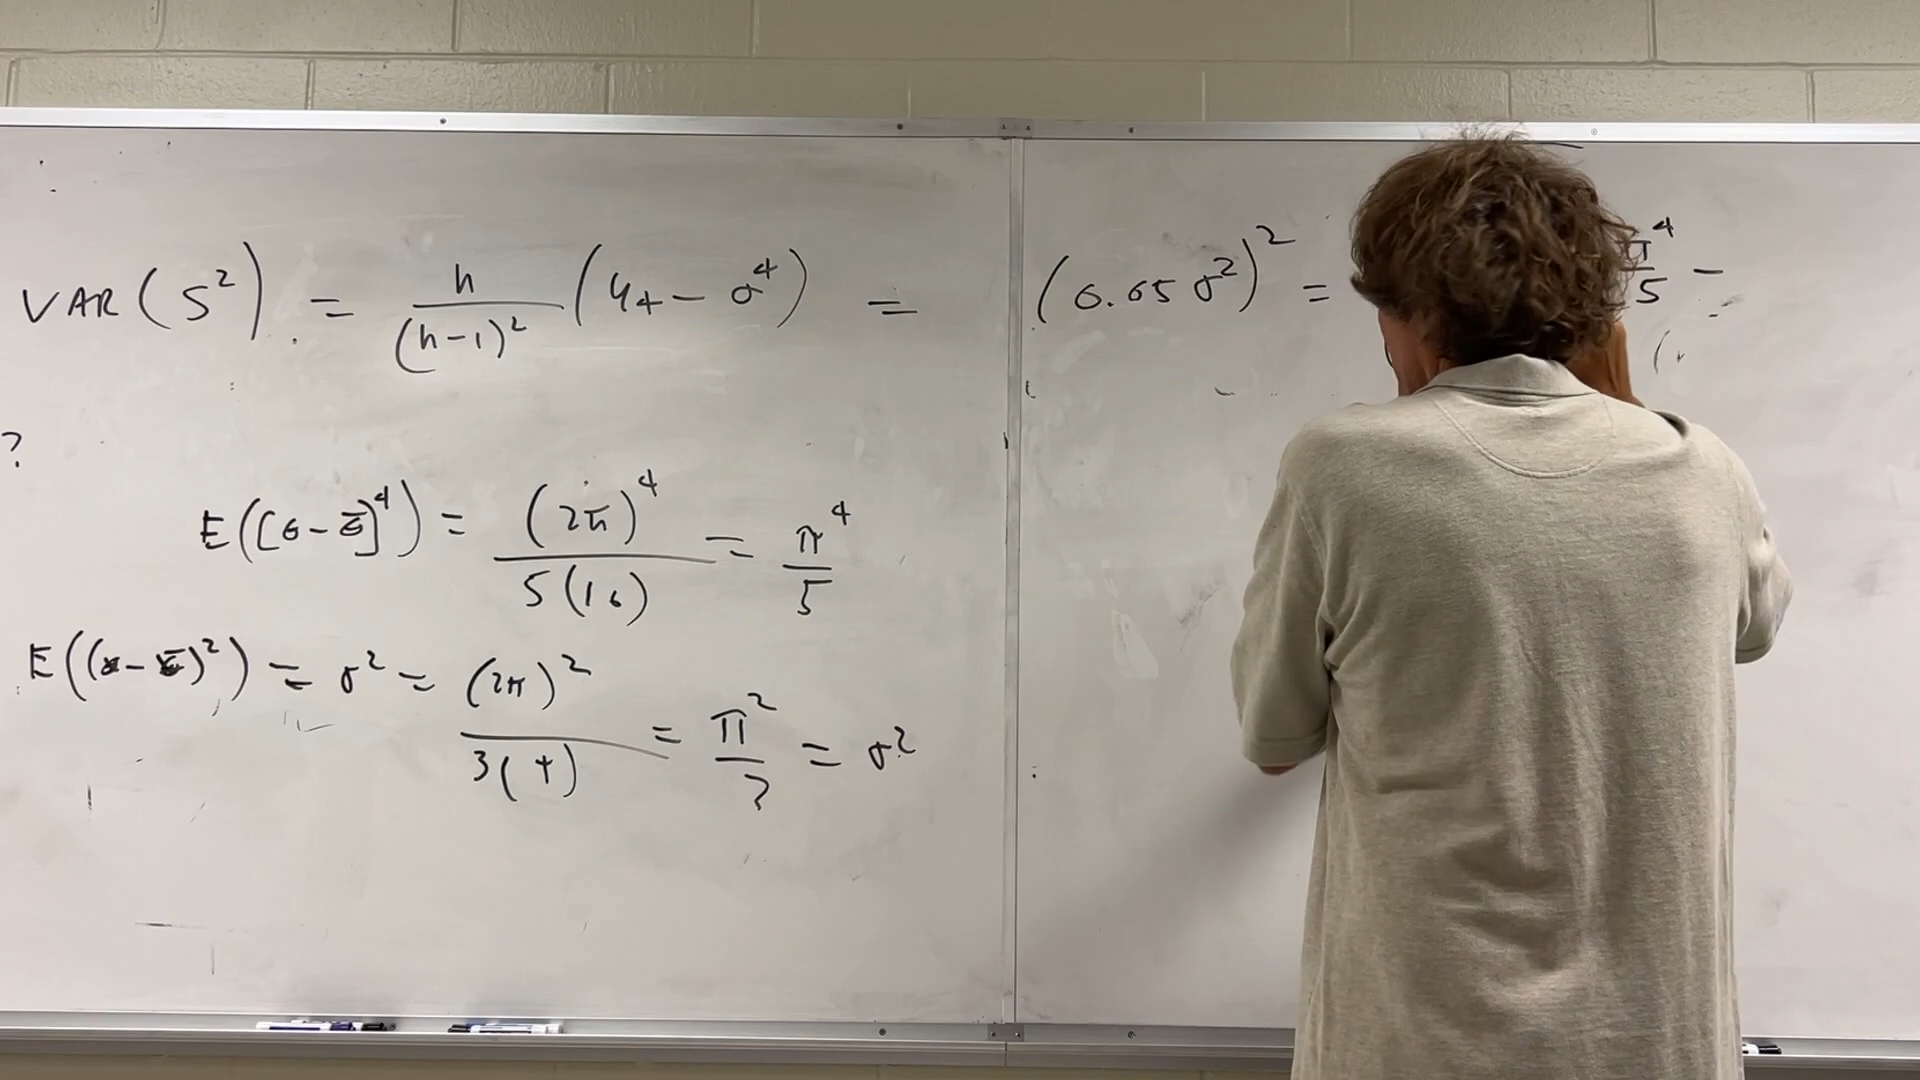 VAR(S²) = n/(n-1)² (μ₄ - σ⁴) = (0.05 σ²)² = π⁴/5 -
?
E([θ - θ̄]⁴) = (2π)⁴/5(16) = π⁴/5
E(( - )²) = σ² = (2π)²/3(4) = π²/3 = σ²